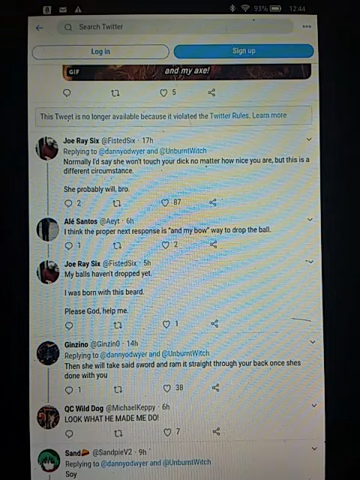 93% 12:44
Search Twitter
Log in
Sign up
GIF
and my axe!
5
This Tweet is no longer available because it violated the Twitter Rules. Learn more
Joe Ray Six @FistedSix · 17h
Replying to @dannyodwyer and @UnburntWitch
Normally I'd say she won't touch your dick no matter how nice you are, but this is a
different circumstance.
She probably will, bro.
2 87
Alé Santos @Aeyt · 6h
I think the proper next response is "and my bow" way to drop the ball.
1 2
Joe Ray Six @FistedSix · 5h
My balls haven't dropped yet.
I was born with this beard.
Please God, help me.
1
Ginzino @Ginzin0 · 14h
Replying to @dannyodwyer and @UnburntWitch
Then she will take said sword and ram it straight through your back once shes
done with you
1 38
QC Wild Dog @MichaelKeppy · 6h
LOOK WHAT HE MADE ME DO!
7
Sand @SandpieV2 · 9h
Replying to @dannyodwyer and @UnburntWitch
Soy